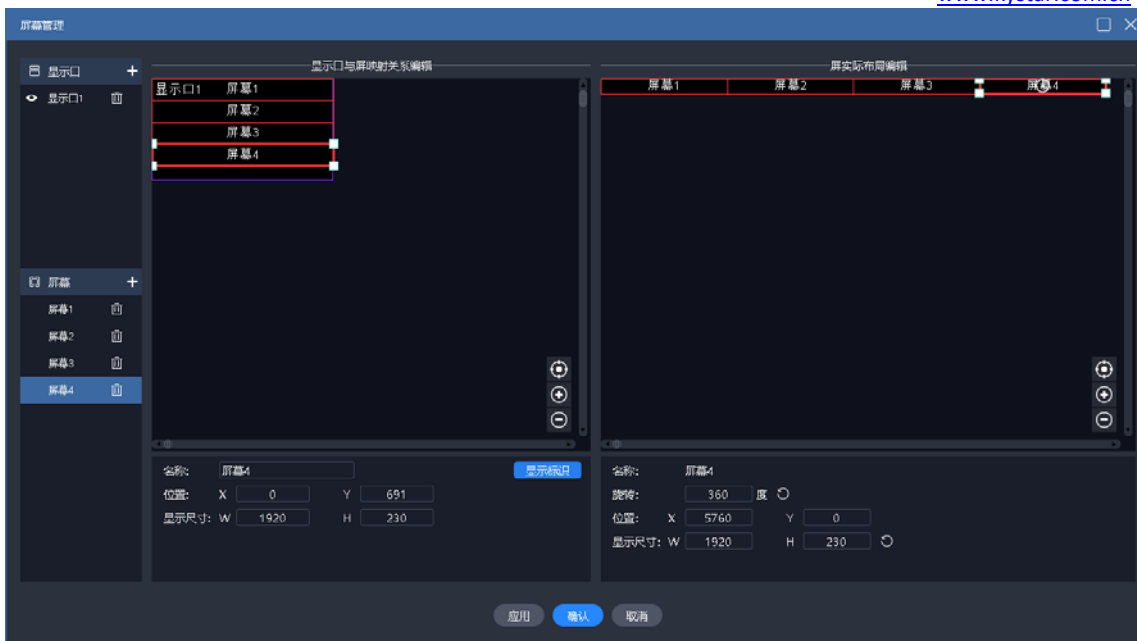 屏幕管理
显示口
显示口1
屏幕
屏幕1
屏幕2
屏幕3
屏幕4
显示口与屏映射关系编辑
显示口1 屏幕1
屏幕2
屏幕3
屏幕4
名称: 屏幕4 显示标识
位置: X 0 Y 691
显示尺寸: W 1920 H 230
屏实际布局编辑
屏幕1 屏幕2 屏幕3 屏幕4
名称: 屏幕4
旋转: 360 度
位置: X 5760 Y 0
显示尺寸: W 1920 H 230
应用 确认 取消